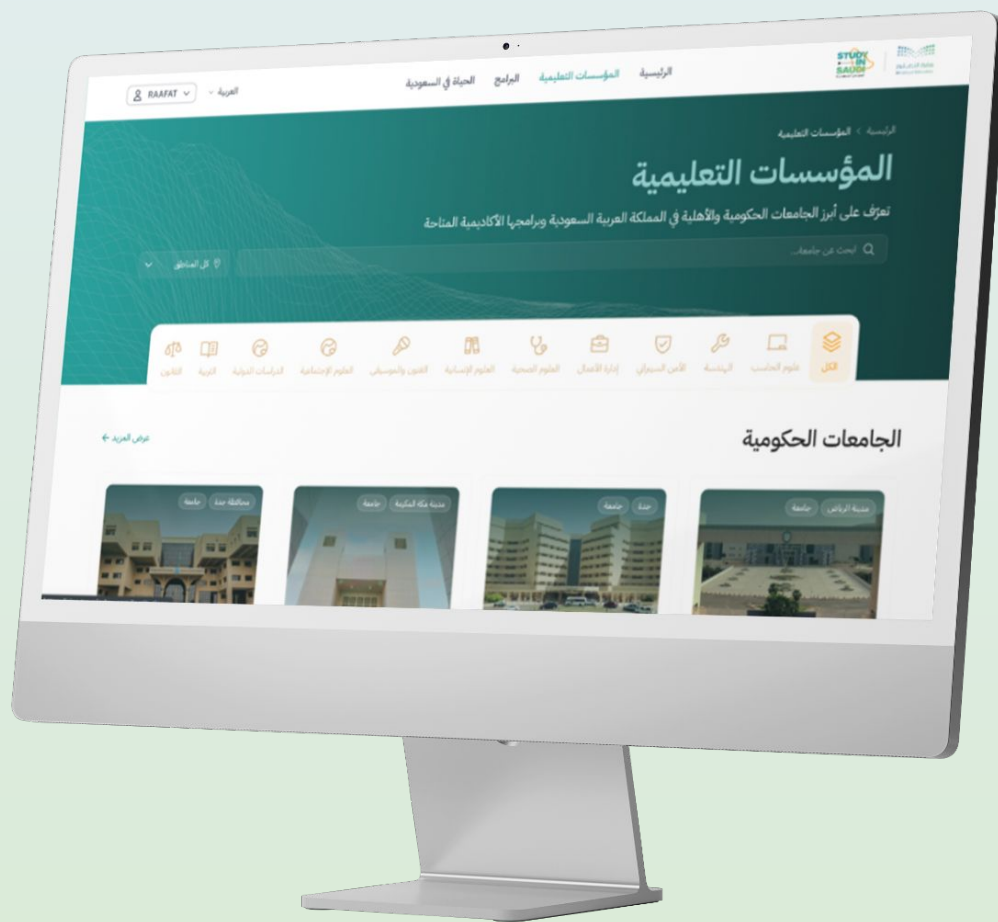 STUDY
IN
SAUDI
الرئيسية
المؤسسات التعليمية
البرامج
الحياة في السعودية
العربية
RAAFAT
الرئيسية > المؤسسات التعليمية
المؤسسات التعليمية
تعرّف على أبرز الجامعات الحكومية والأهلية في المملكة العربية السعودية وبرامجها الأكاديمية المتاحة
ابحث عن جامعة...
كل المناطق
الكل
علوم الحاسب
الهندسة
الأمن السيبراني
إدارة الأعمال
العلوم الصحية
العلوم الإنسانية
الفنون والموسيقى
العلوم الإجتماعية
الدراسات الدولية
التربية
القانون
الجامعات الحكومية
عرض المزيد
مدينة الرياض
جامعة
جدة
جامعة
مدينة مكة المكرمة
جامعة
محافظة جدة
جامعة